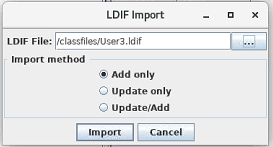 LDIF Import
LDIF File: /classfiles/User3.ldif ...
Import method
Add only
Update only
Update/Add
Import Cancel